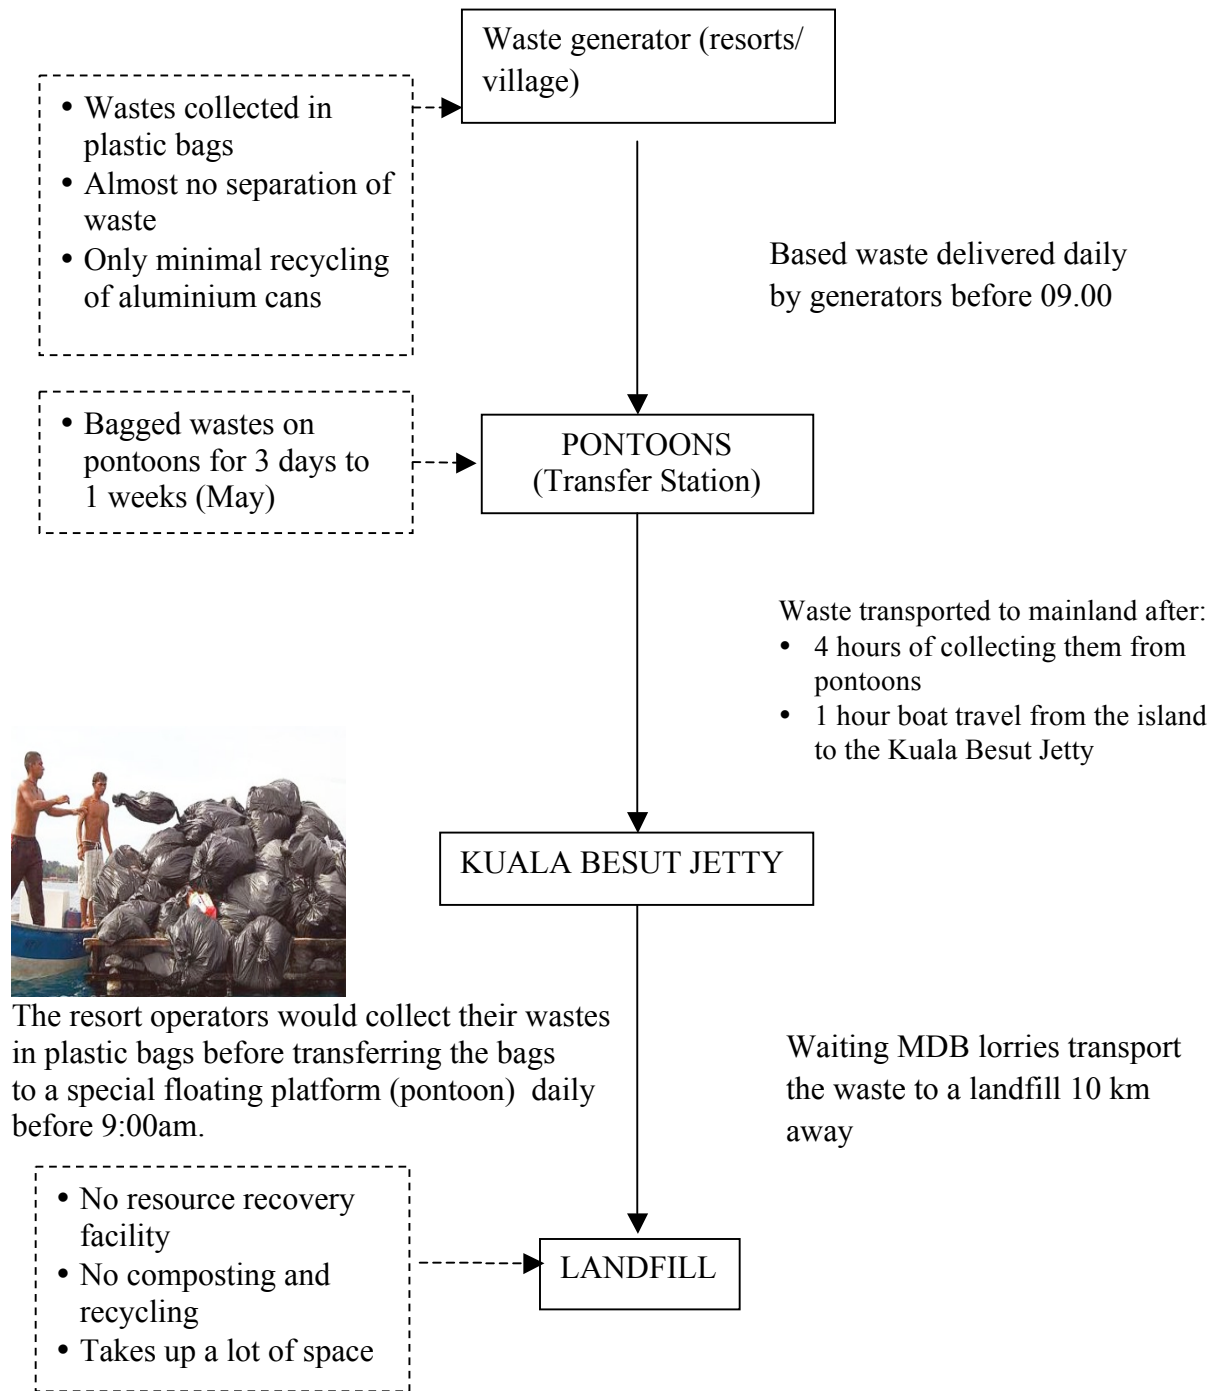 Waste generator (resorts/
village)
• Wastes collected in
plastic bags
• Almost no separation of
waste
• Only minimal recycling
of aluminium cans
Based waste delivered daily
by generators before 09.00
• Bagged wastes on
pontoons for 3 days to
1 weeks (May)
PONTOONS
(Transfer Station)
Waste transported to mainland after:
• 4 hours of collecting them from
pontoons
• 1 hour boat travel from the island
to the Kuala Besut Jetty
KUALA BESUT JETTY
The resort operators would collect their wastes
in plastic bags before transferring the bags
to a special floating platform (pontoon) daily
before 9:00am.
Waiting MDB lorries transport
the waste to a landfill 10 km
away
• No resource recovery
facility
• No composting and
recycling
• Takes up a lot of space
LANDFILL